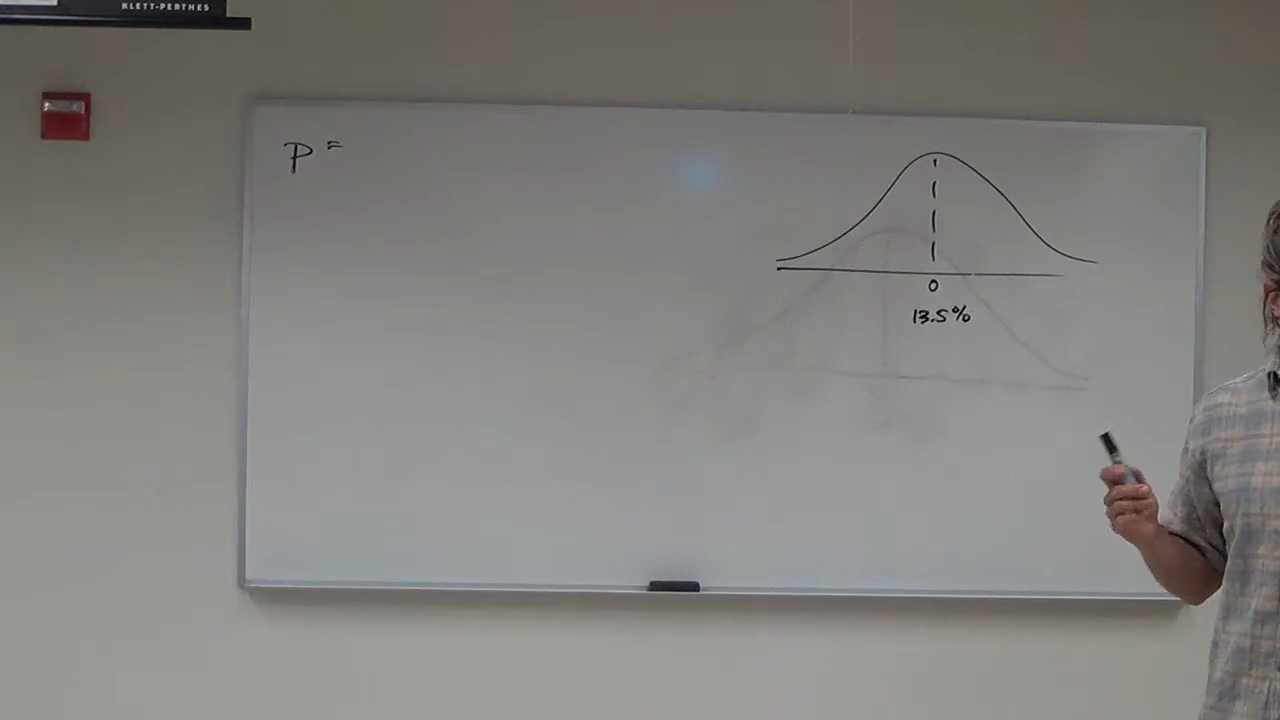 KLETT-PERTHES
P =
0
13.5%